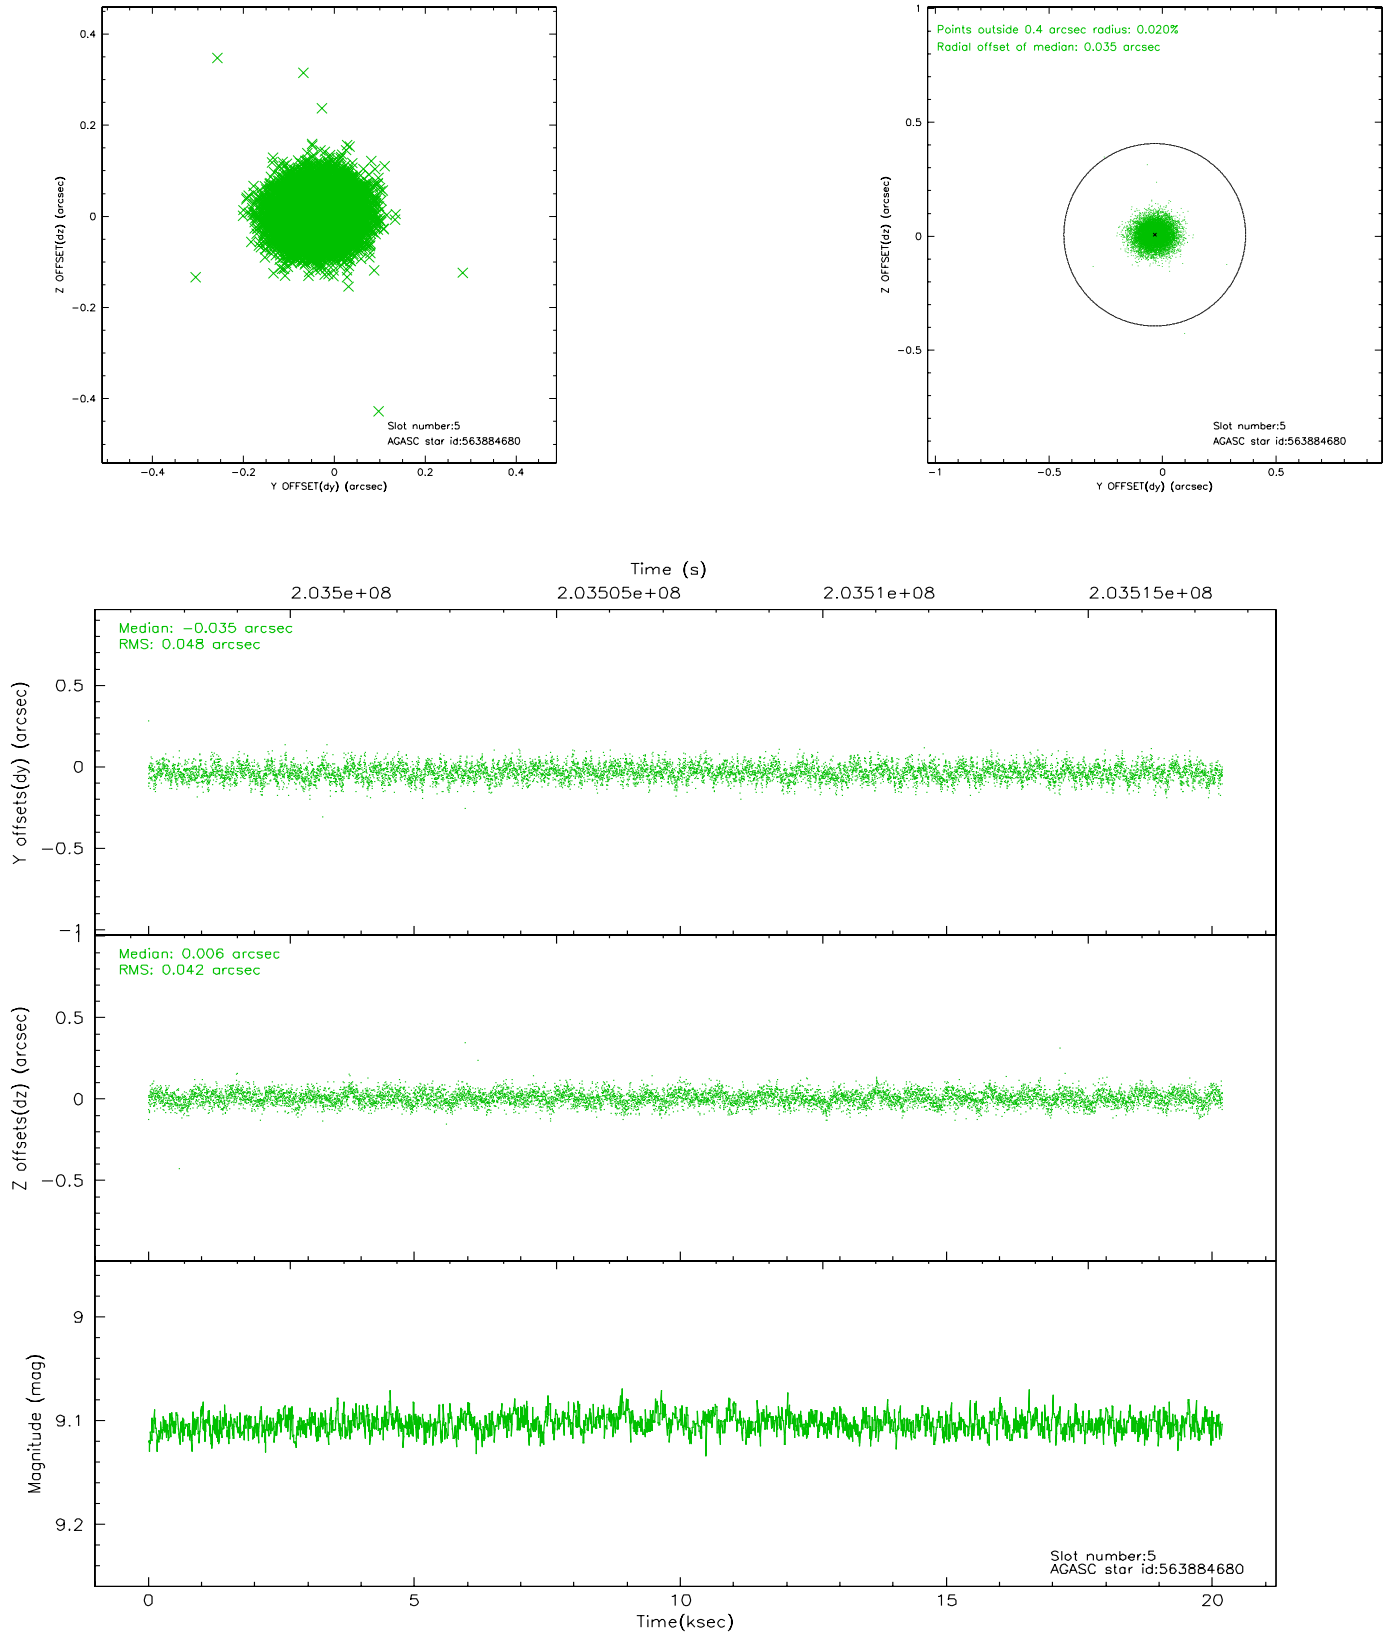 0.4
0.2
0
−0.2
−0.4
Z OFFSET(dz) (arcsec)
Slot number:5
AGASC star id:563884680
−0.4 −0.2 0 0.2 0.4
Y OFFSET(dy) (arcsec)
1
0.5
0
−0.5
Z OFFSET(dz) (arcsec)
Points outside 0.4 arcsec radius: 0.020%
Radial offset of median: 0.035 arcsec
Slot number:5
AGASC star id:563884680
−1 −0.5 0 0.5
Y OFFSET(dy) (arcsec)
Time (s)
2.035e+08 2.03505e+08 2.0351e+08 2.03515e+08
Median: −0.035 arcsec
RMS: 0.048 arcsec
0.5
0
−0.5
−1
Y offsets(dy) (arcsec)
Median: 0.006 arcsec
RMS: 0.042 arcsec
1
0.5
0
−0.5
Z offsets(dz) (arcsec)
9
9.1
9.2
Magnitude (mag)
Slot number:5
AGASC star id:563884680
0 5 10 15 20
Time(ksec)